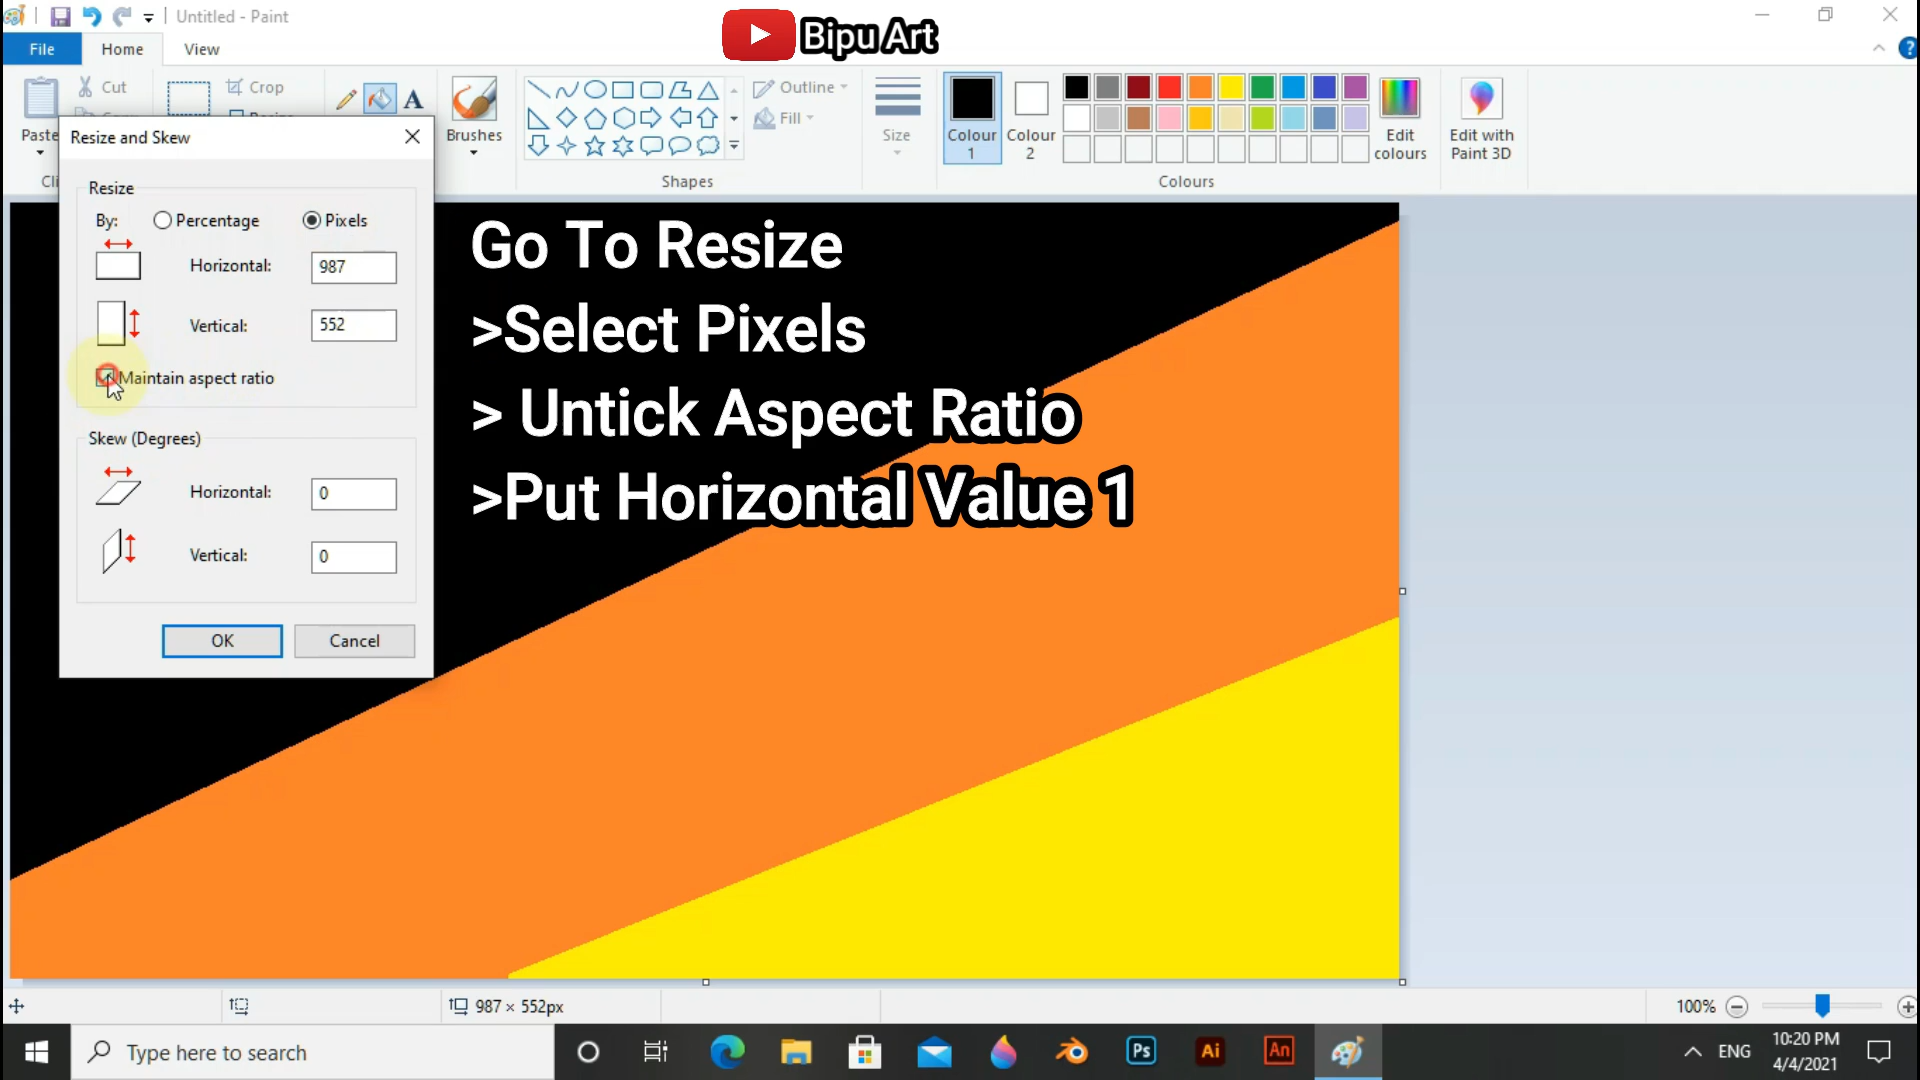 Untitled - Paint
Bipu Art
File
Home
View
Paste
Cut
Crop
A
Brushes
Shapes
Outline
Fill
Size
Colour
1
Colour
2
Colours
Edit
colours
Edit with
Paint 3D
?
Resize and Skew
Resize
By:
Percentage
Pixels
Horizontal:
987
Vertical:
552
Maintain aspect ratio
Skew (Degrees)
Horizontal:
0
Vertical:
0
OK
Cancel
Go To Resize
>Select Pixels
> Untick Aspect Ratio
>Put Horizontal Value 1
987 × 552px
100%
Type here to search
Ps
Ai
An
ENG
10:20 PM
4/4/2021